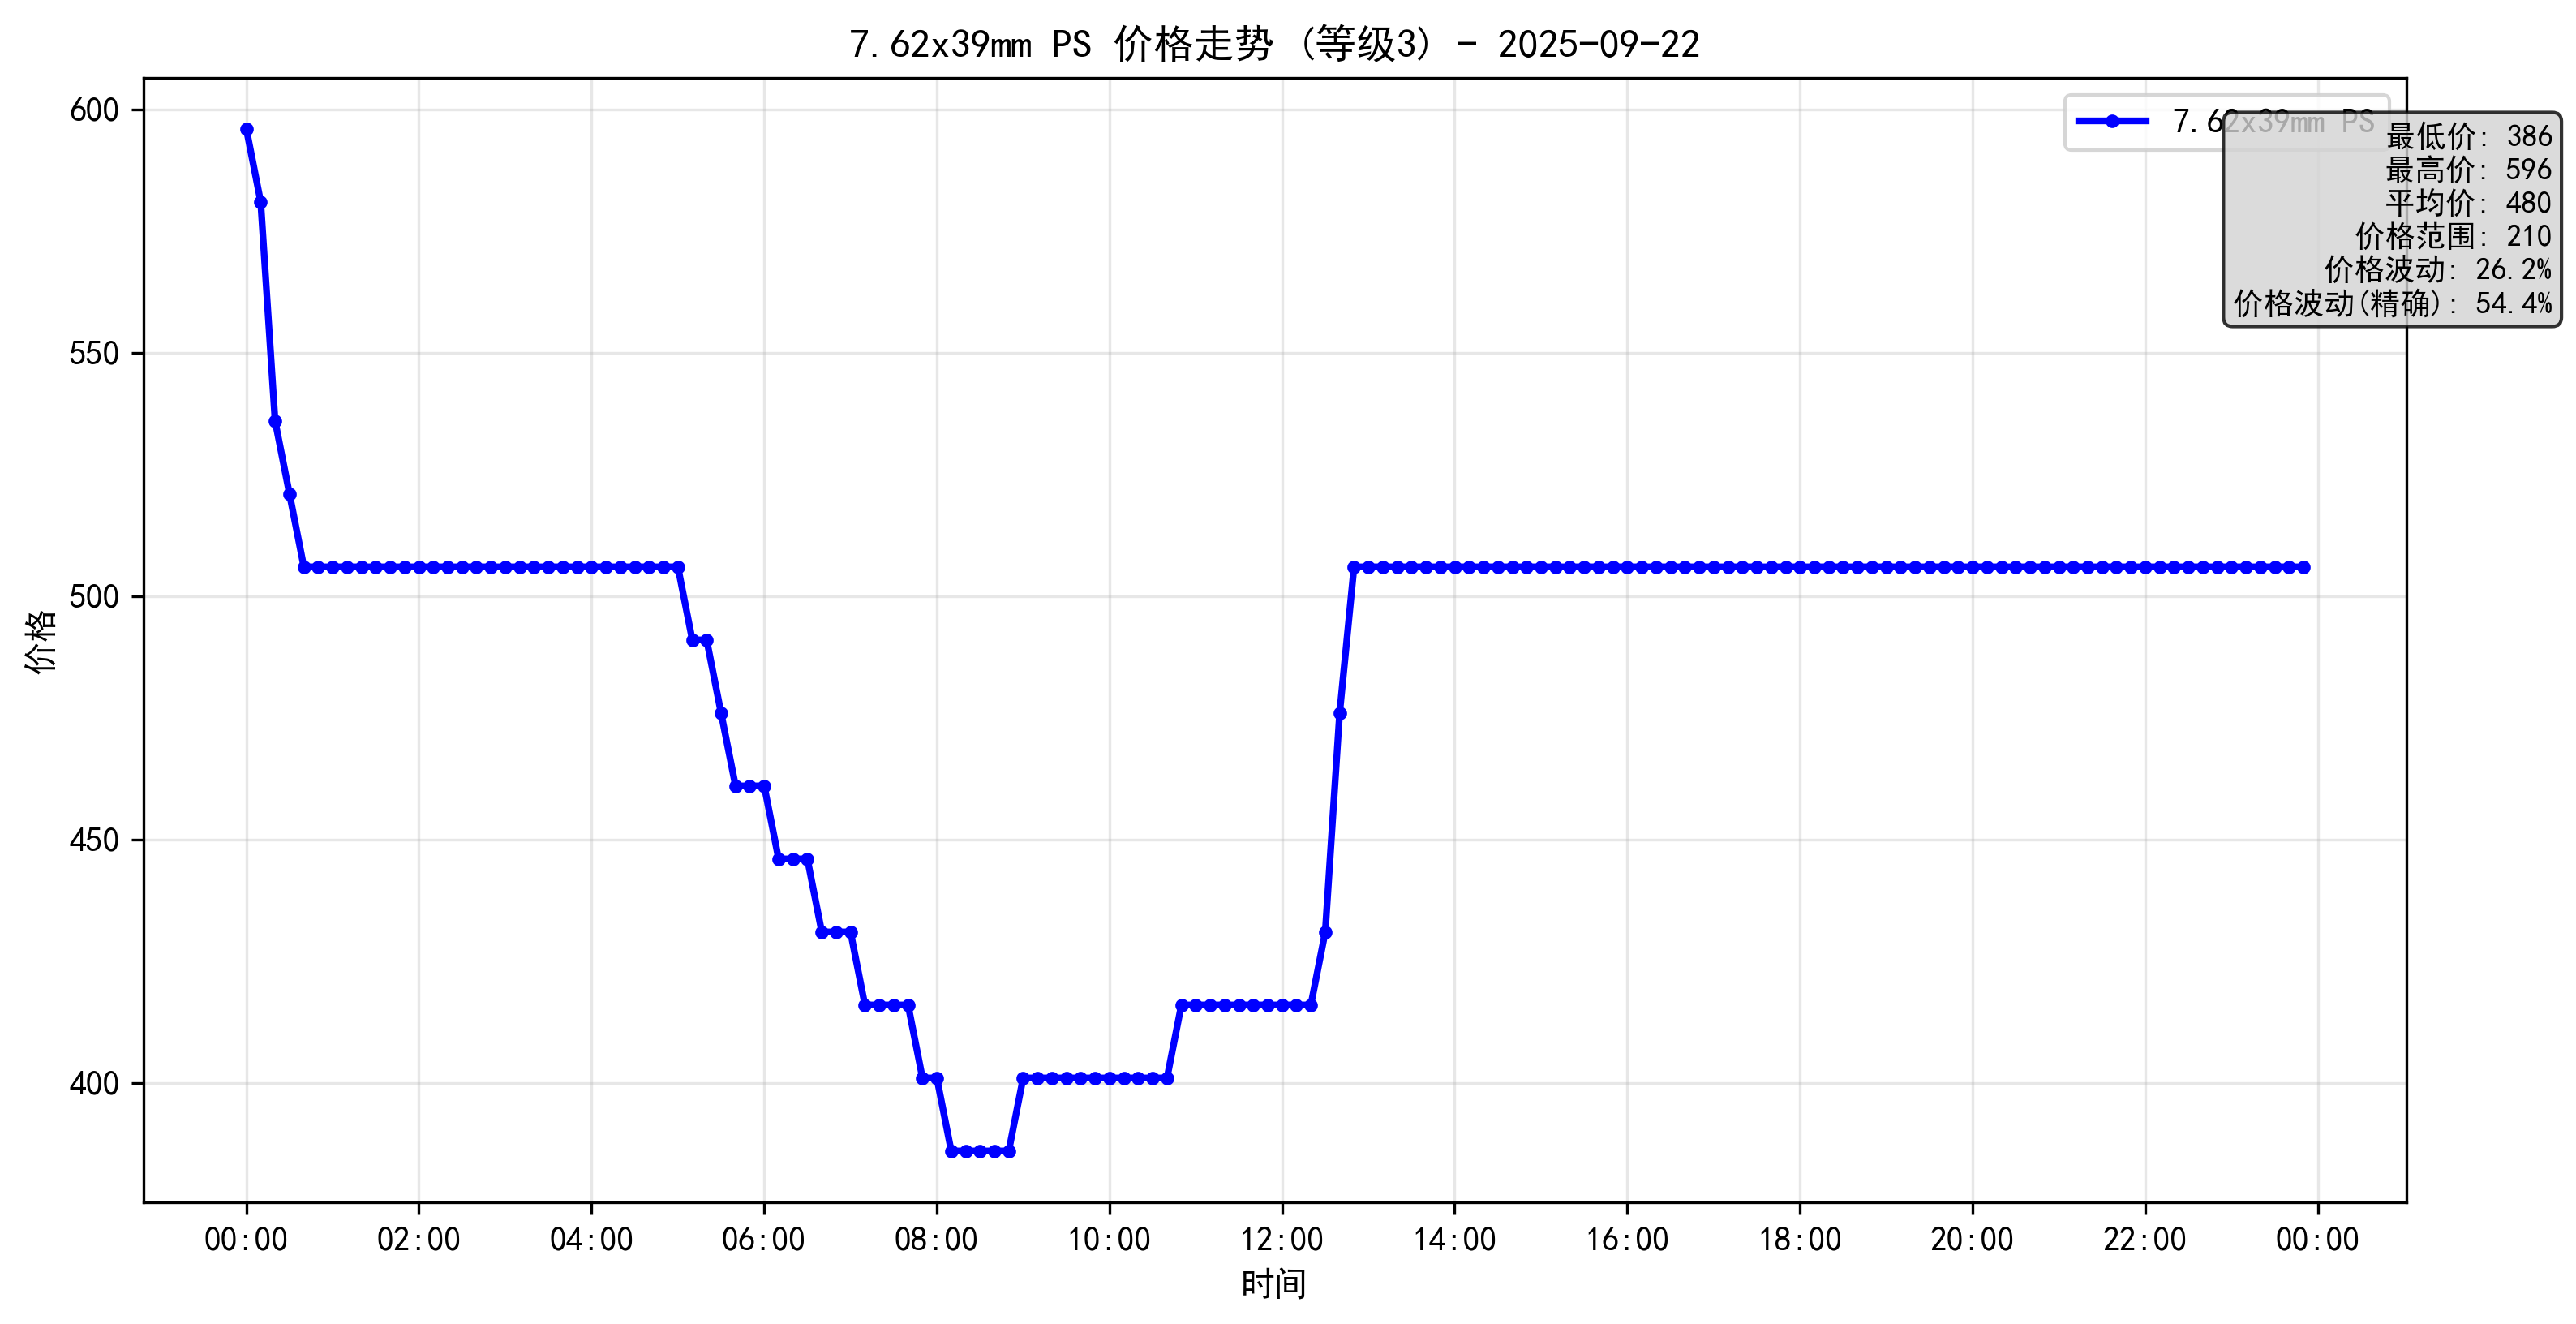 7.62x39mm PS 价格走势 (等级3) - 2025-09-22
价格
600
550
500
450
400
7.62x39mm PS
最低价: 386
最高价: 596
平均价: 480
价格范围: 210
价格波动: 26.2%
价格波动(精确): 54.4%
00:00 02:00 04:00 06:00 08:00 10:00 12:00 14:00 16:00 18:00 20:00 22:00 00:00
时间